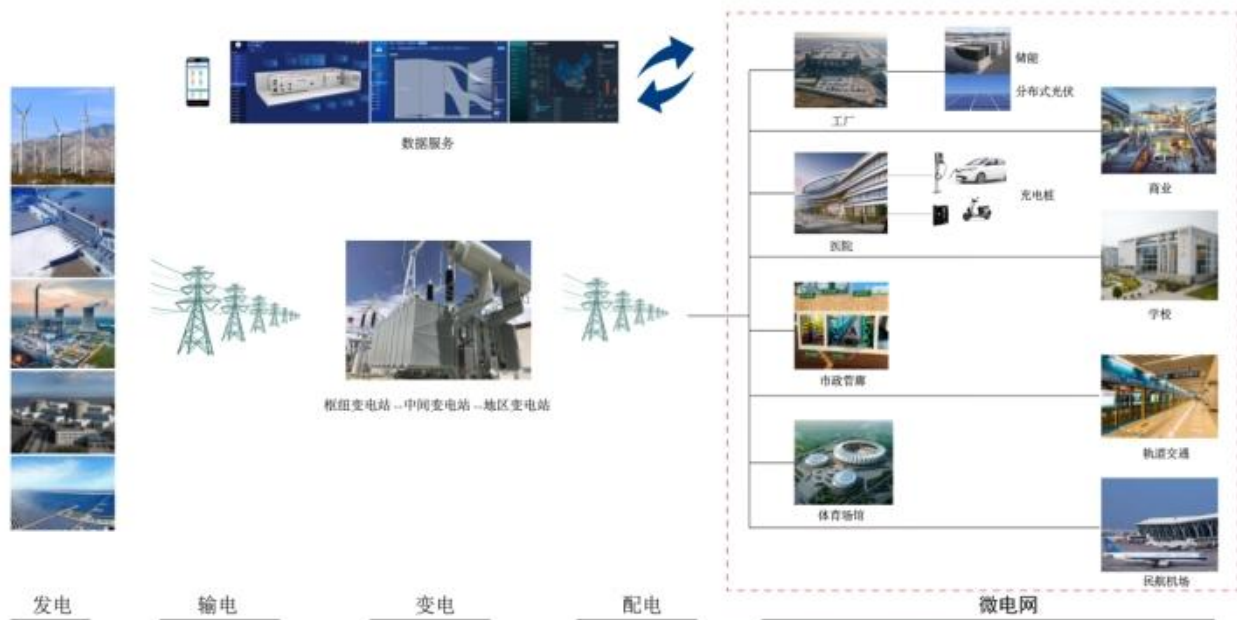 数据服务
工厂
储能
分布式光伏
商业
医院
充电桩
学校
市政管廊
枢纽变电站--中间变电站--地区变电站
轨道交通
体育场馆
民航机场
发电
输电
变电
配电
微电网